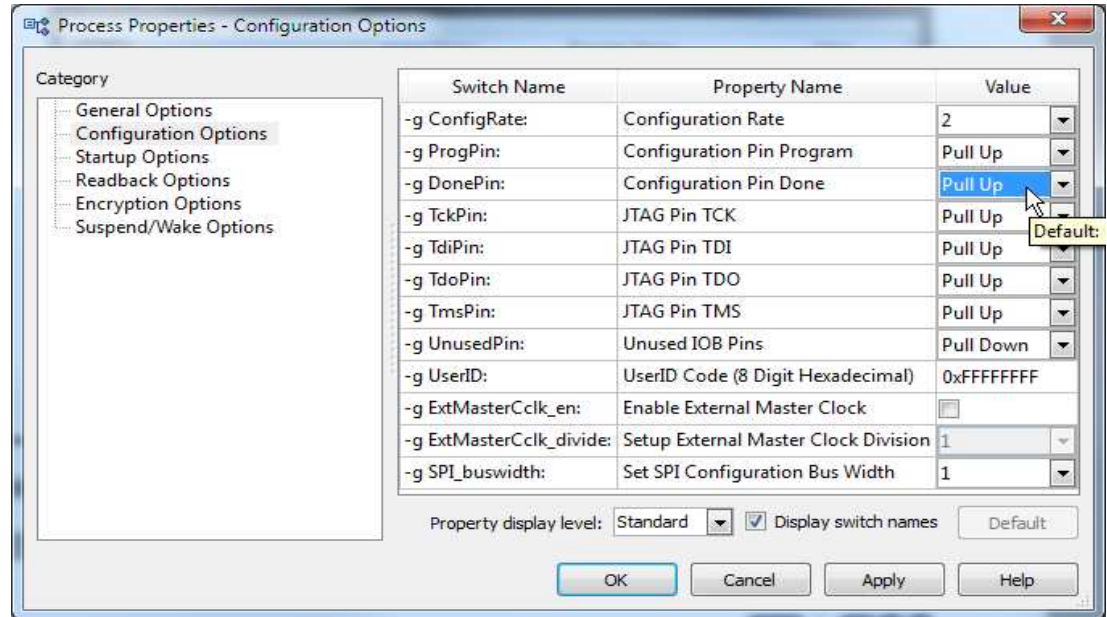 Process Properties - Configuration Options
Category
General Options
Configuration Options
Startup Options
Readback Options
Encryption Options
Suspend/Wake Options
Switch Name Property Name Value
-g ConfigRate: Configuration Rate 2
-g ProgPin: Configuration Pin Program Pull Up
-g DonePin: Configuration Pin Done Pull Up
-g TckPin: JTAG Pin TCK Pull Up
Default:
-g TdiPin: JTAG Pin TDI Pull Up
-g TdoPin: JTAG Pin TDO Pull Up
-g TmsPin: JTAG Pin TMS Pull Up
-g UnusedPin: Unused IOB Pins Pull Down
-g UserID: UserID Code (8 Digit Hexadecimal) 0xFFFFFFFF
-g ExtMasterCclk_en: Enable External Master Clock
-g ExtMasterCclk_divide: Setup External Master Clock Division 1
-g SPI_buswidth: Set SPI Configuration Bus Width 1
Property display level: Standard Display switch names Default
OK Cancel Apply Help